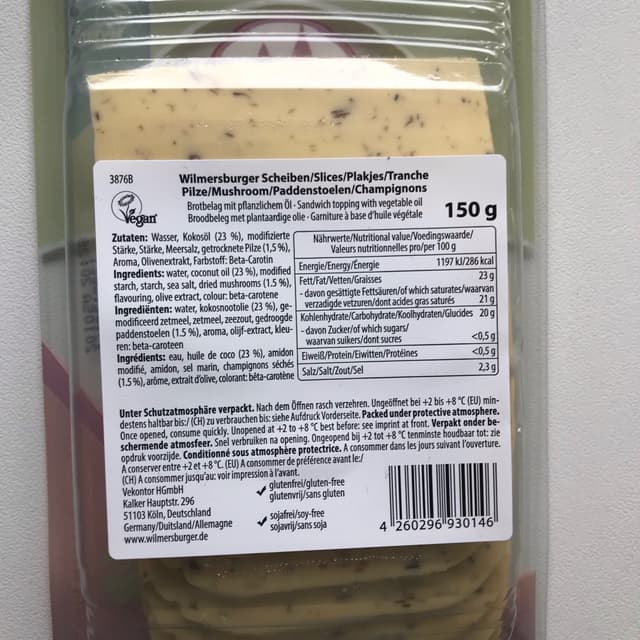 3876B
Vegan
Wilmersburger Scheiben/Slices/Plakjes/Tranche
Pilze/Mushroom/Paddenstoelen/Champignons
Brotbelag mit pflanzlichem Öl - Sandwich topping with vegetable oil
Broodbeleg met plantaardige olie - Garniture à base d'huile végétale
150 g
Zutaten: Wasser, Kokosöl (23 %), modifizierte
Stärke, Stärke, Meersalz, getrocknete Pilze (1,5 %),
Aroma, Olivenextrakt, Farbstoff: Beta-Carotin
Ingredients: water, coconut oil (23 %), modified
starch, starch, sea salt, dried mushrooms (1.5 %),
flavouring, olive extract, colour: beta-carotene
Ingrediënten: water, kokosnootolie (23 %), ge-
modificeerd zetmeel, zetmeel, zeezout, gedroogde
paddenstoelen (1.5 %), aroma, olijf-extract, kleu-
ren: beta-caroteen
Ingrédients: eau, huile de coco (23 %), amidon
modifié, amidon, sel marin, champignons séchés
(1.5 %), arôme, extrait d'olive, colorant: bêta-carotène
Nährwerte/Nutritional value/Voedingswaarde/
Valeurs nutritionnelles pro/per 100 g
Energie/Energy/Énergie 1197 kJ/286 kcal
Fett/Fat/Vetten/Graisses 23 g
- davon gesättigte Fettsäuren/of which saturates/waarvan
verzadigde vetzuren/dont acides gras saturés 21 g
Kohlenhydrate/Carbohydrate/Koolhydraten/Glucides 20 g
- davon Zucker/of which sugars/
waarvan suikers/dont sucres <0,5 g
Eiweiß/Protein/Eiwitten/Protéines <0,5 g
Salz/Salt/Zout/Sel 2,3 g
Unter Schutzatmosphäre verpackt. Nach dem Öffnen rasch verzehren. Ungeöffnet bei +2 bis +8 °C (EU) min-
destens haltbar bis:/ (CH) zu verbrauchen bis: siehe Aufdruck Vorderseite. Packed under protective atmosphere.
Once opened, consume quickly. Unopened at +2 to +8 °C best before: see imprint at front. Verpakt onder be-
schermende atmosfeer. Snel verbruiken na opening. Ongeopend bij +2 tot +8 °C tenminste houdbaar tot: zie
opdruk voorzijde. Conditionné sous atmosphère protectrice. A consommer dans les jours suivant l'ouverture.
A conserver entre +2 et +8 °C. (EU) A consommer de préférence avant le:/
(CH) A consommer jusqu'au: voir impression à l'avant.
Vekontor HGmbH
Kalker Hauptstr. 296
51103 Köln, Deutschland
Germany/Duitsland/Allemagne
www.wilmersburger.de
glutenfrei/gluten-free
glutenvrij/sans gluten
sojafrei/soy-free
sojavrij/sans soja
4 260296 930146